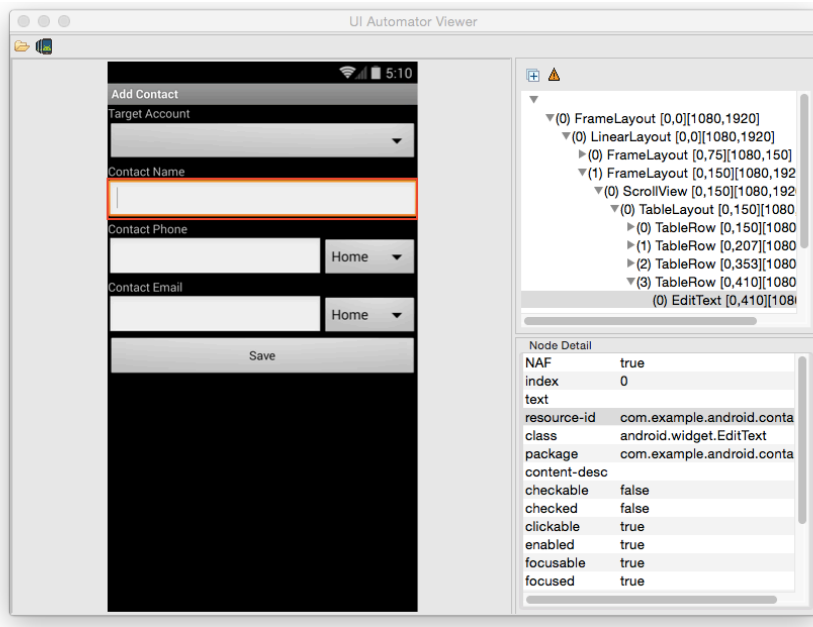 UI Automator Viewer
5:10
Add Contact
Target Account
Contact Name
Contact Phone
Home
Contact Email
Home
Save
(0) FrameLayout [0,0][1080,1920]
(0) LinearLayout [0,0][1080,1920]
(0) FrameLayout [0,75][1080,150]
(1) FrameLayout [0,150][1080,192
(0) ScrollView [0,150][1080,192
(0) TableLayout [0,150][1080
(0) TableRow [0,150][1080
(1) TableRow [0,207][1080
(2) TableRow [0,353][1080
(3) TableRow [0,410][1080
(0) EditText [0,410][108
Node Detail
NAF true
index 0
text
resource-id com.example.android.conta
class android.widget.EditText
package com.example.android.conta
content-desc
checkable false
checked false
clickable true
enabled true
focusable true
focused true